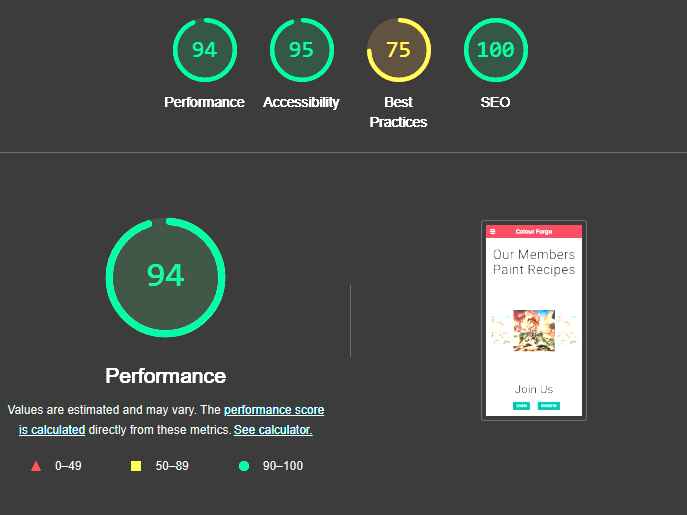 94 95 75 100
Performance Accessibility Best Practices SEO
94
Performance
Values are estimated and may vary. The performance score
is calculated directly from these metrics. See calculator.
0–49 50–89 90–100
Colour Forge
Our Members
Paint Recipes
Join Us
LOGIN REGISTER